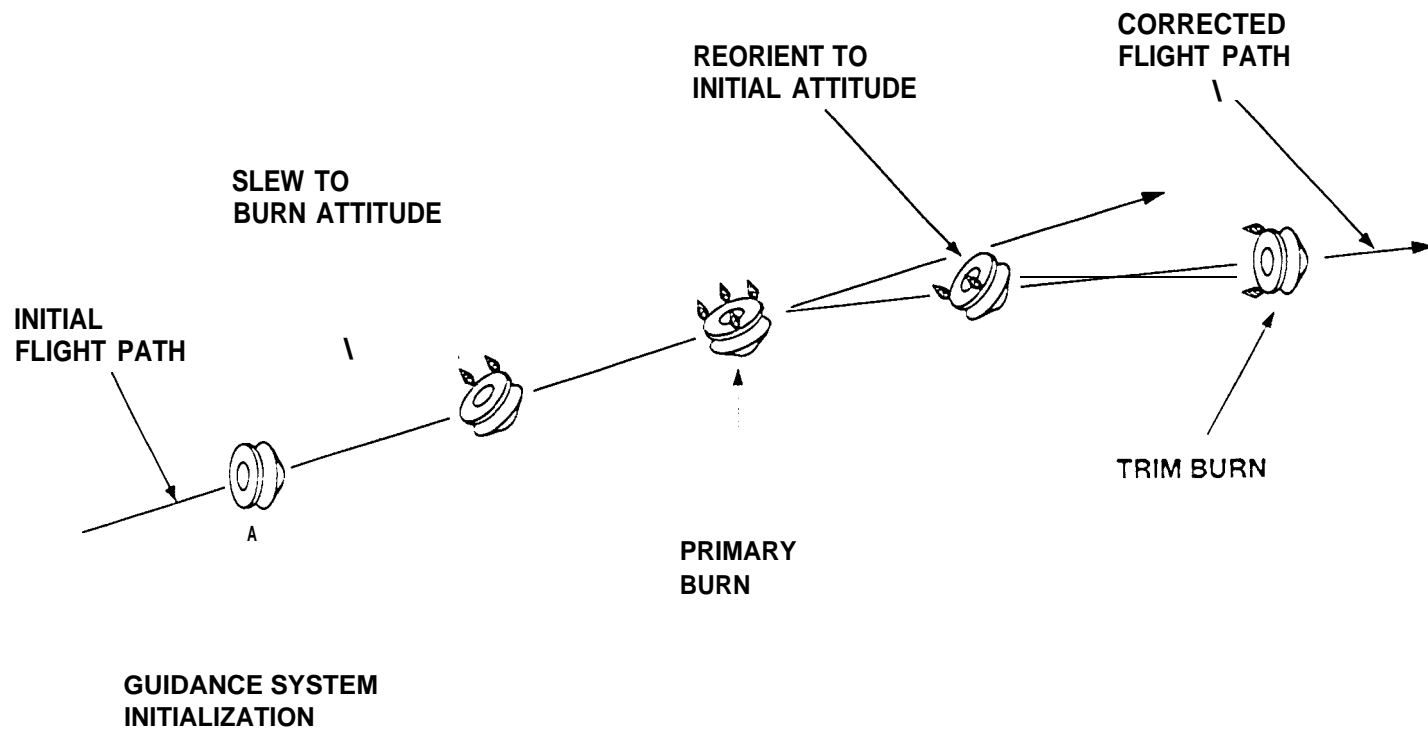 CORRECTED
FLIGHT PATH
REORIENT TO
INITIAL ATTITUDE
SLEW TO
BURN ATTITUDE
INITIAL
FLIGHT PATH
A
TRIM BURN
PRIMARY
BURN
GUIDANCE SYSTEM
INITIALIZATION